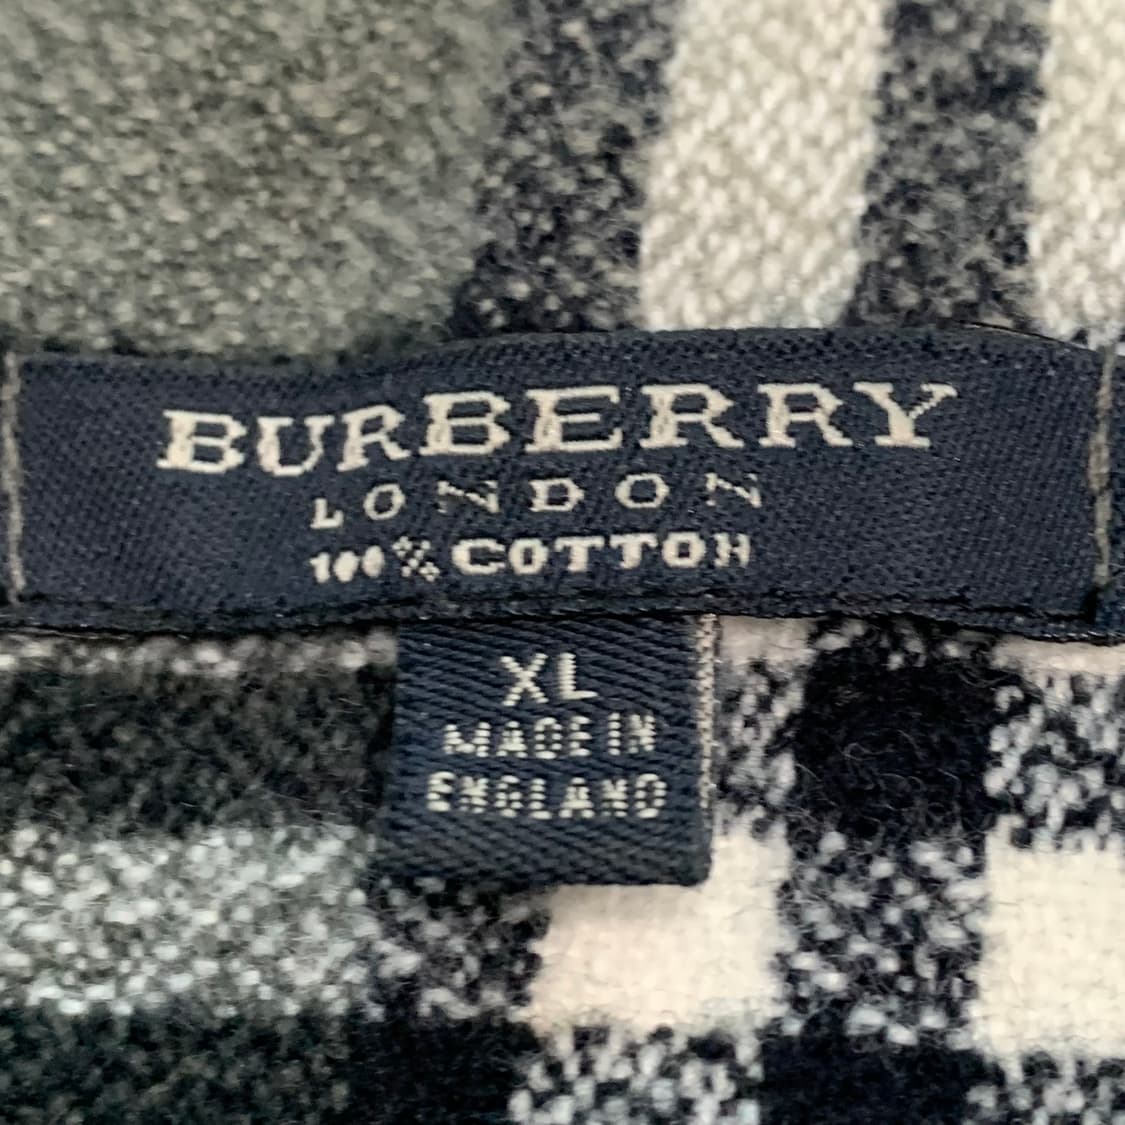 BURBERRY
LONDON
100% COTTON
XL
MADE IN
ENGLAND